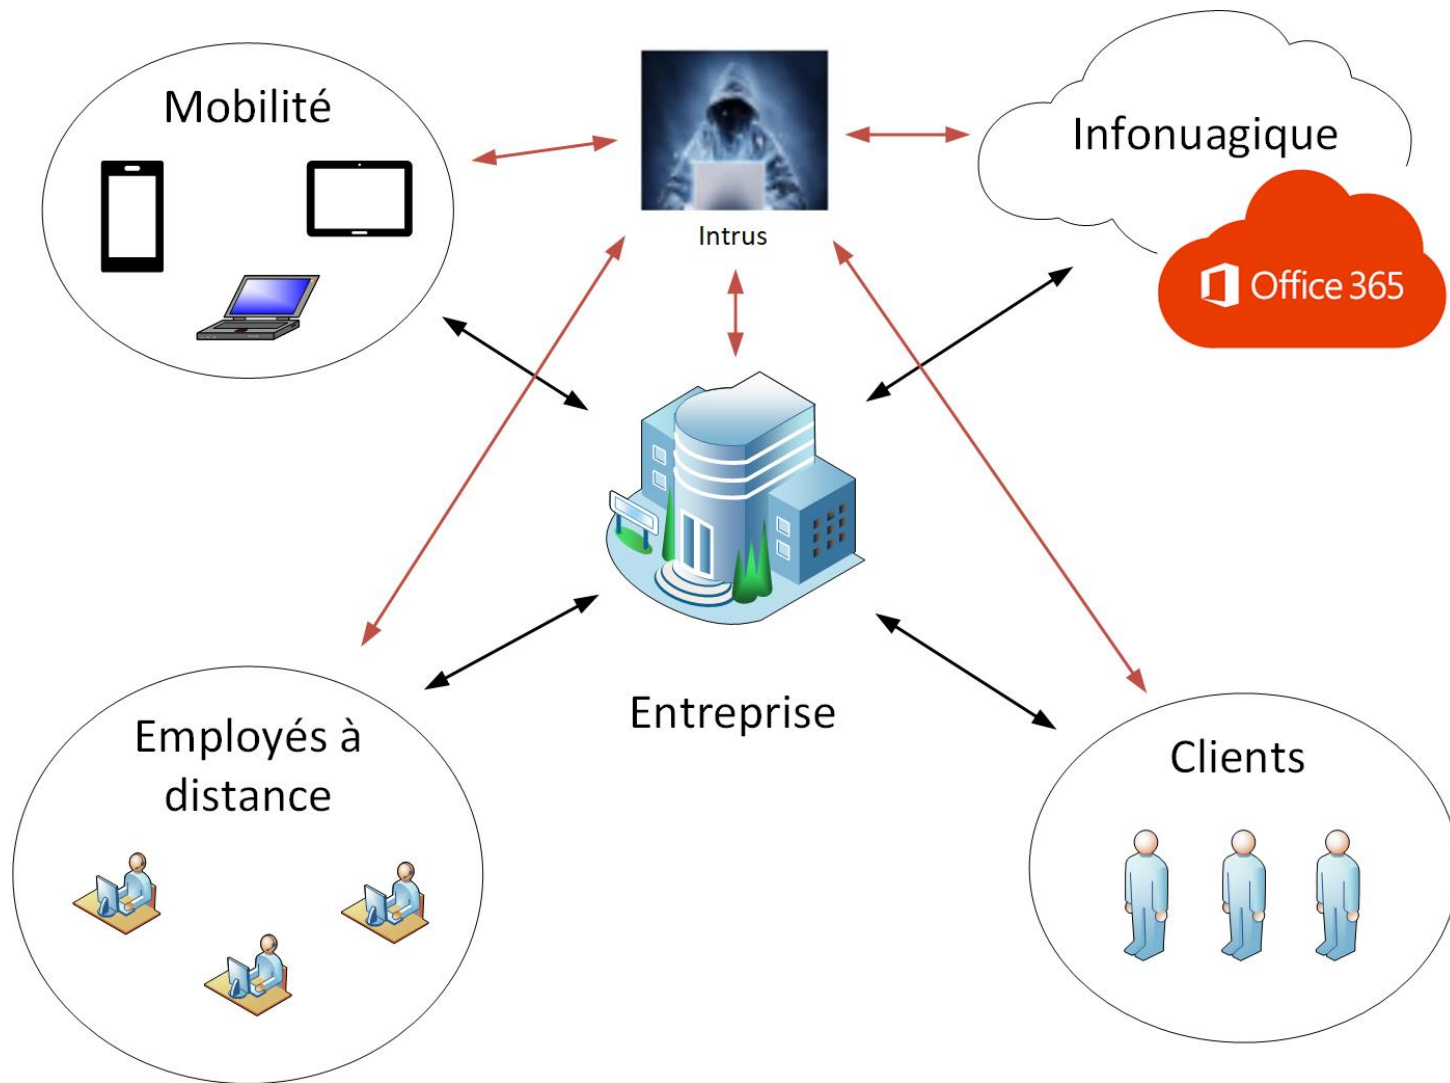 Mobilité
Intrus
Infonuagique
Office 365
Entreprise
Employés à
distance
Clients